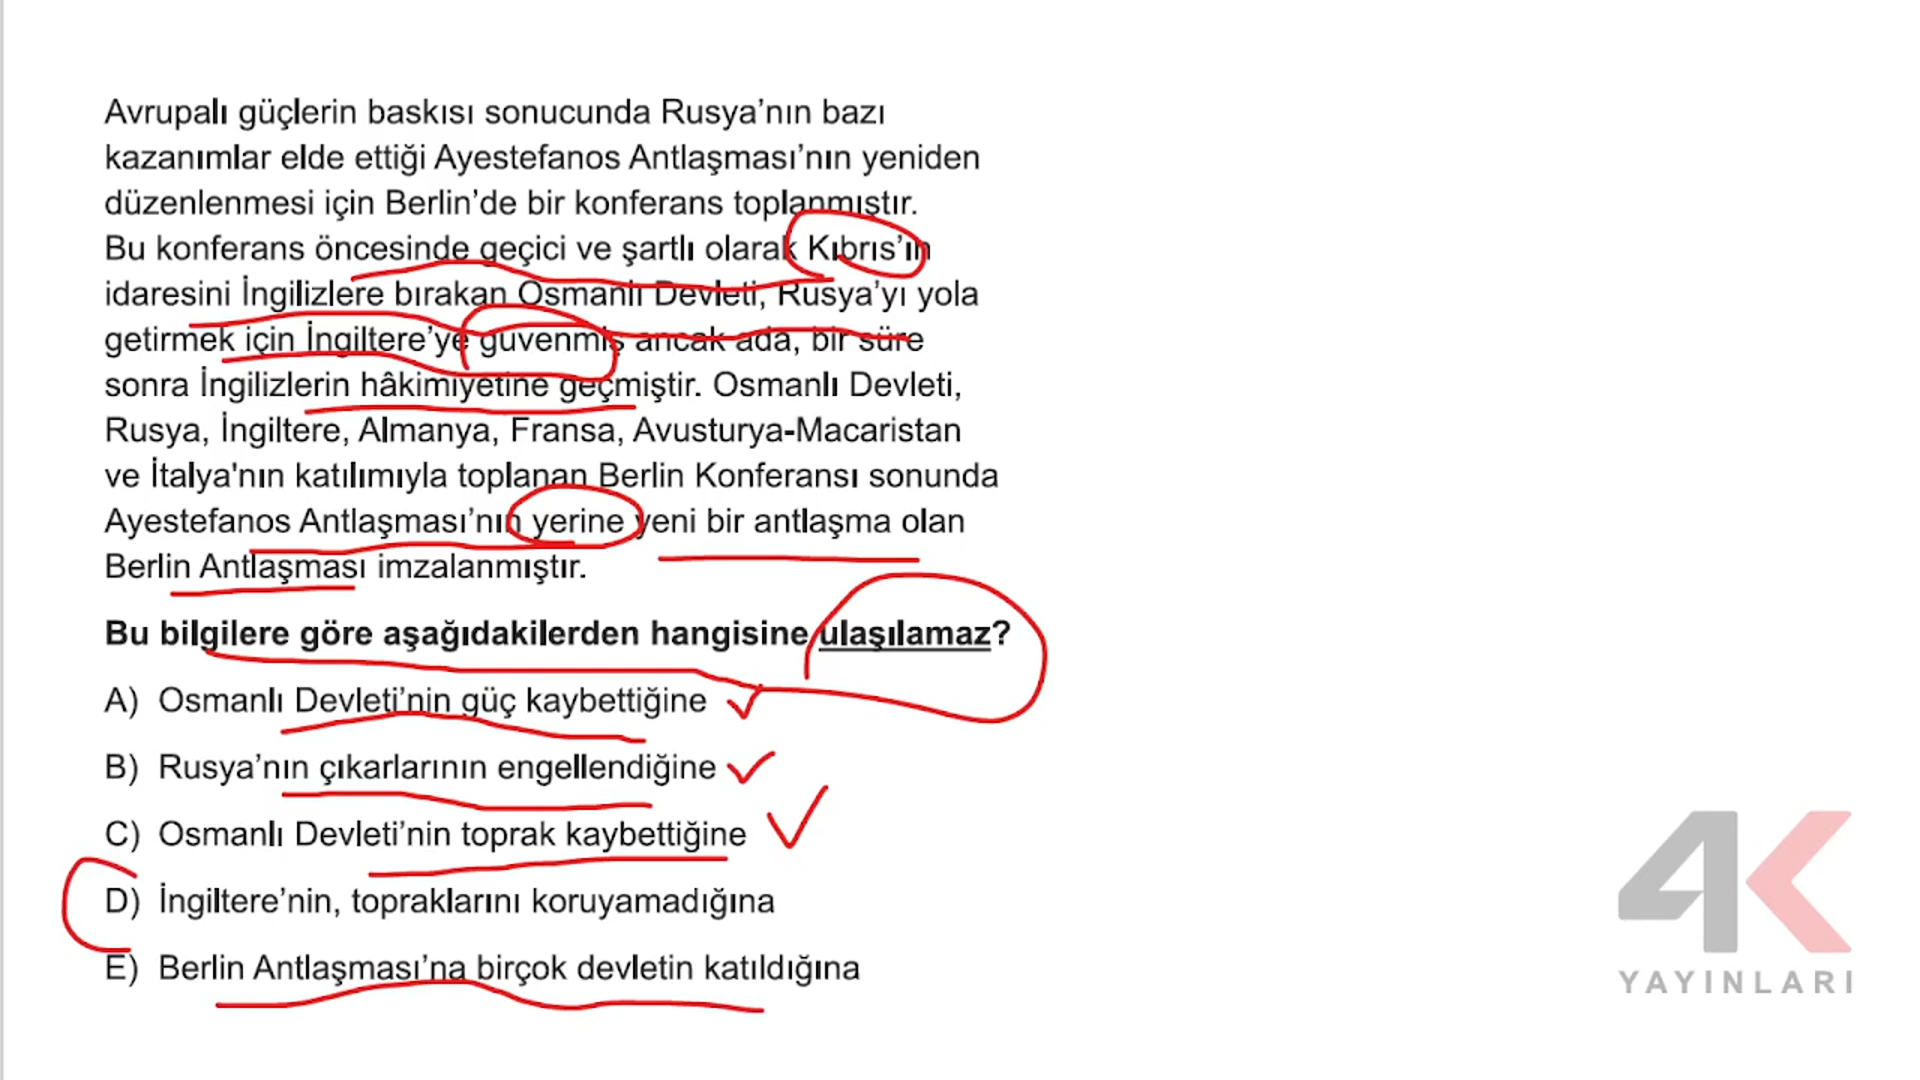 Avrupalı güçlerin baskısı sonucunda Rusya’nın bazı
kazanımlar elde ettiği Ayestefanos Antlaşması’nın yeniden
düzenlenmesi için Berlin’de bir konferans toplanmıştır.
Bu konferans öncesinde geçici ve şartlı olarak Kıbrıs’ın
idaresini İngilizlere bırakan Osmanlı Devleti, Rusya’yı yola
getirmek için İngiltere’ye güvenmiş ancak ada, bir süre
sonra İngilizlerin hâkimiyetine geçmiştir. Osmanlı Devleti,
Rusya, İngiltere, Almanya, Fransa, Avusturya-Macaristan
ve İtalya'nın katılımıyla toplanan Berlin Konferansı sonunda
Ayestefanos Antlaşması’nın yerine yeni bir antlaşma olan
Berlin Antlaşması imzalanmıştır.
Bu bilgilere göre aşağıdakilerden hangisine ulaşılamaz?
A) Osmanlı Devleti’nin güç kaybettiğine
B) Rusya’nın çıkarlarının engellendiğine
C) Osmanlı Devleti’nin toprak kaybettiğine
D) İngiltere’nin, topraklarını koruyamadığına
E) Berlin Antlaşması’na birçok devletin katıldığına
4K
YAYINLARI